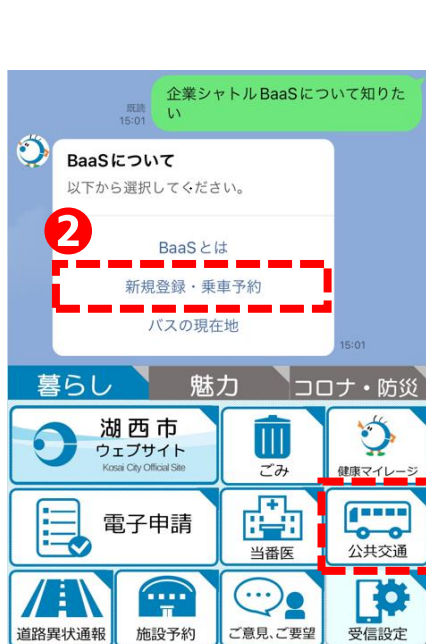 企業シャトルBaaSについて知りた
い
既読
15:01
BaaSについて
以下から選択してください。
2
BaaSとは
新規登録・乗車予約
バスの現在地
15:01
暮らし
魅力
コロナ・防災
湖西市
ウェブサイト
Kosai City Official Site
ごみ
健康マイレージ
電子申請
当番医
公共交通
道路異状通報
施設予約
ご意見、ご要望
受信設定